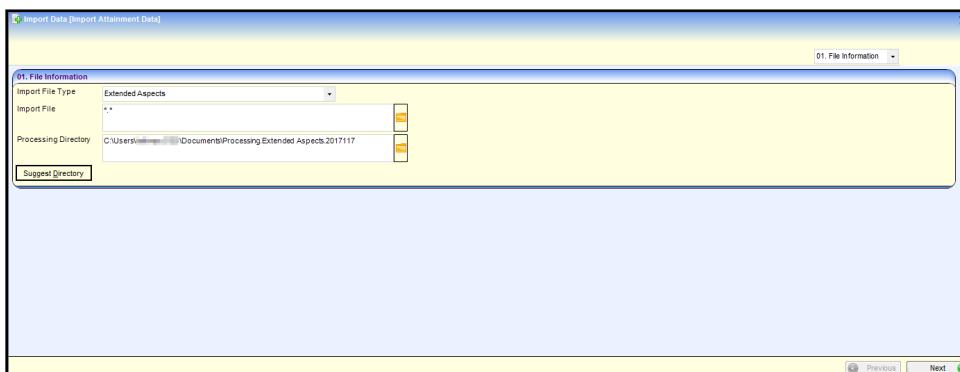 Import Data [Import Attainment Data]
01. File Information
01. File Information
Import File Type Extended Aspects
Import File *.*
Processing Directory C:\Users\ \Documents\Processing.Extended Aspects.2017117
Suggest Directory
Previous Next